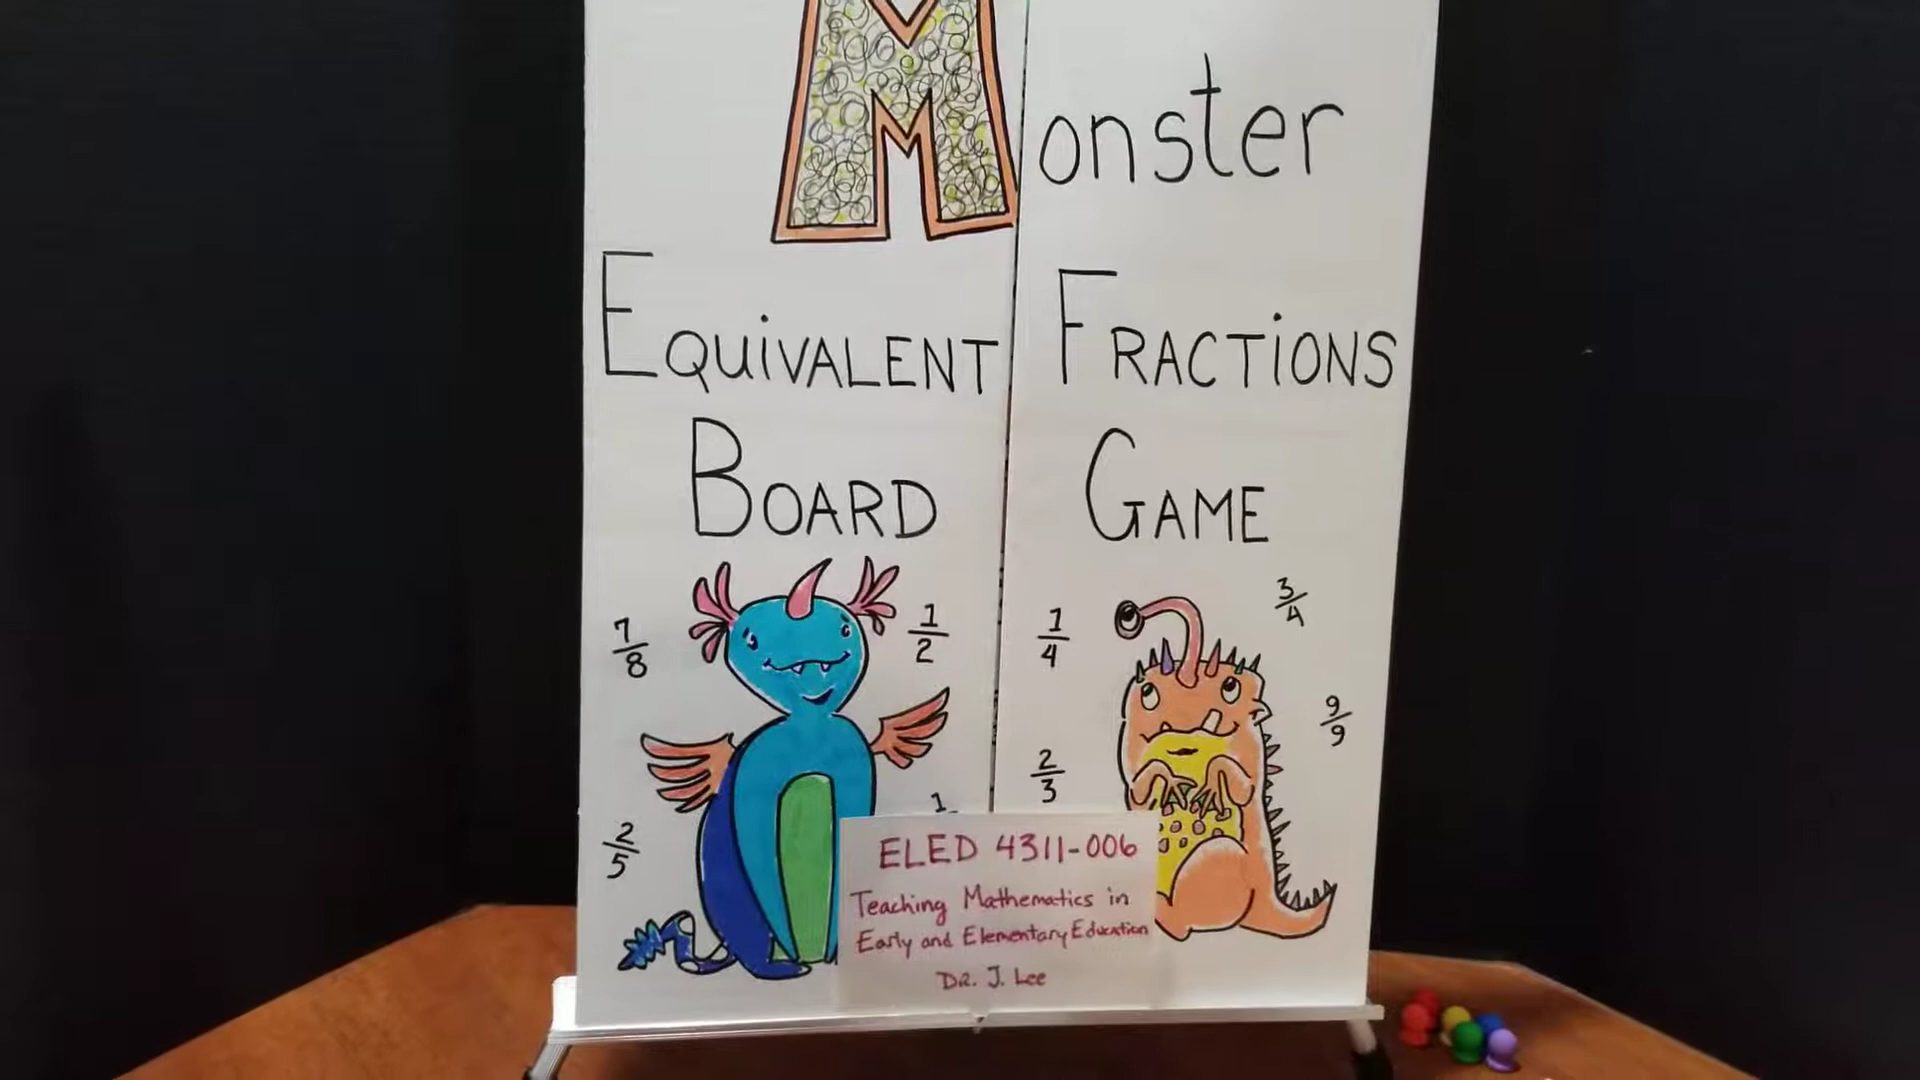 Monster
EQUiVALENT FRACTiONS
BOARD GAME
7/8
1/2
1/4
3/4
9/9
2/3
2/5
1
ELED 4311-006
Teaching Mathematics in
Early and Elementary Education
DR. J. Lee